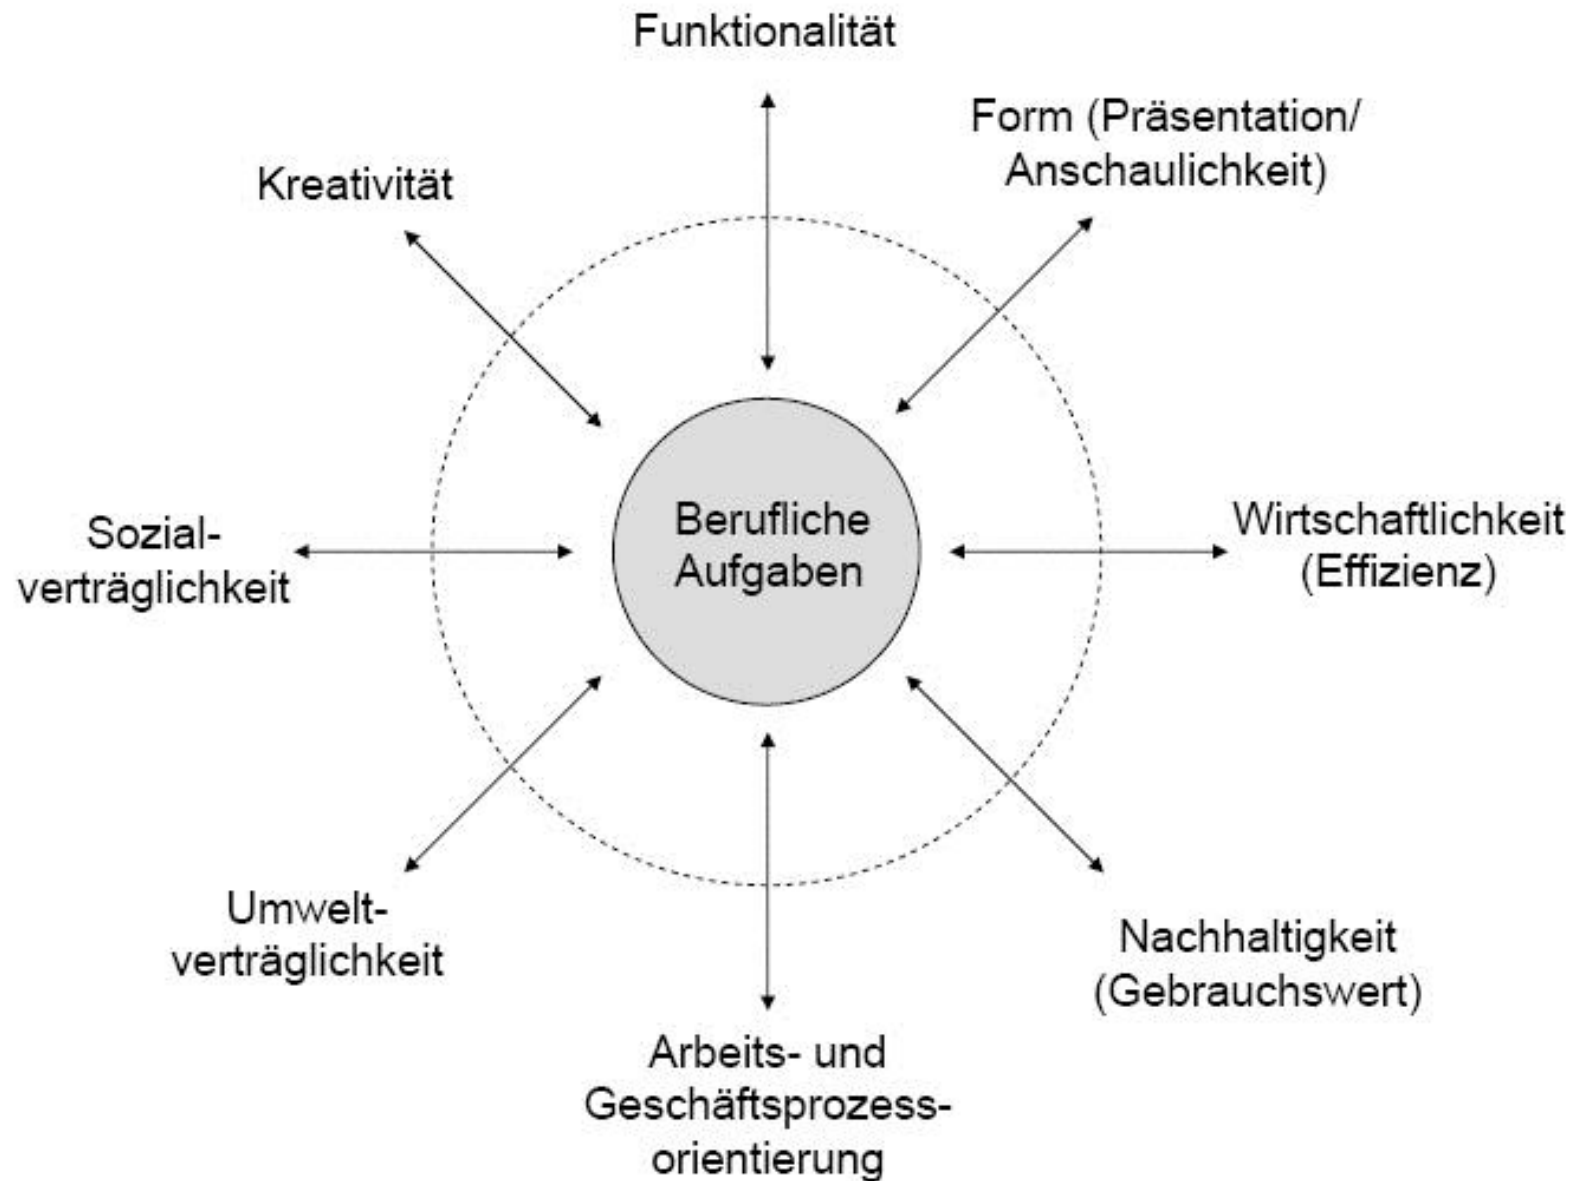 Funktionalität
Form (Präsentation/
Anschaulichkeit)
Kreativität
Berufliche
Aufgaben
Wirtschaftlichkeit
(Effizienz)
Sozial-
verträglichkeit
Umwelt-
verträglichkeit
Nachhaltigkeit
(Gebrauchswert)
Arbeits- und
Geschäftsprozess-
orientierung